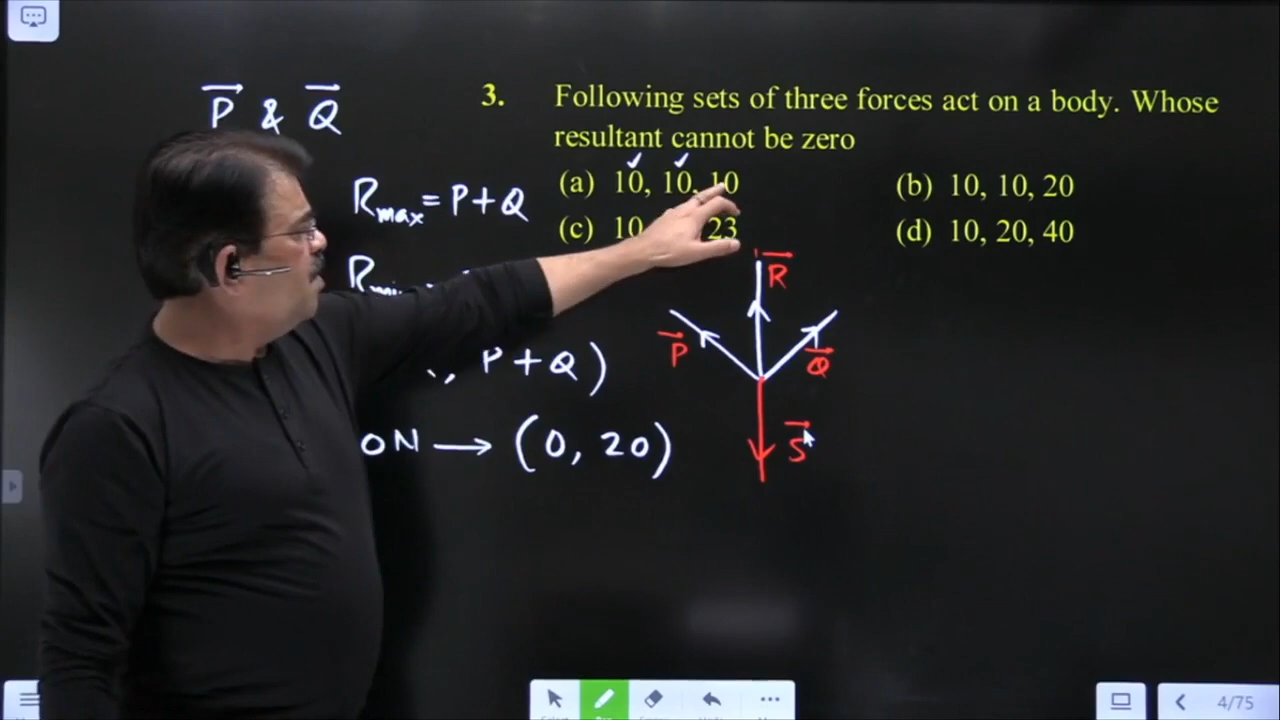 P & Q
3. Following sets of three forces act on a body. Whose
resultant cannot be zero
(a) 10, 10, 10
(b) 10, 10, 20
(c) 10 23
(d) 10, 20, 40
Rmax = P+Q
R
P
Q
P + Q)
ON → (0, 20)
S
4/75